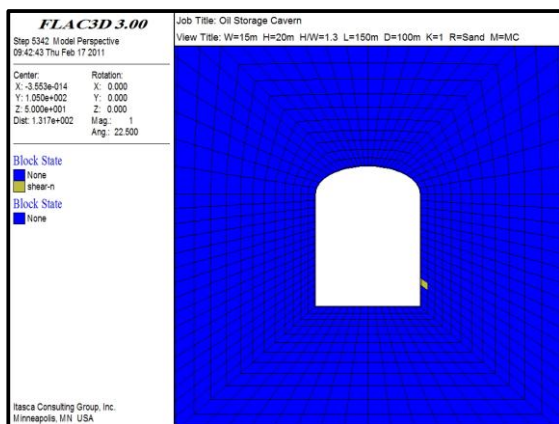 FLAC3D 3.00
Step 5342 Model Perspective
09:42:43 Thu Feb 17 2011
Center: Rotation:
X: -3.553e-014 X: 0.000
Y: 1.050e+002 Y: 0.000
Z: 5.000e+001 Z: 0.000
Dist: 1.317e+002 Mag.: 1
Ang.: 22.500
Block State
None
shear-n
Block State
None
Itasca Consulting Group, Inc.
Minneapolis, MN USA
Job Title: Oil Storage Cavern
View Title: W=15m H=20m H/W=1.3 L=150m D=100m K=1 R=Sand M=MC